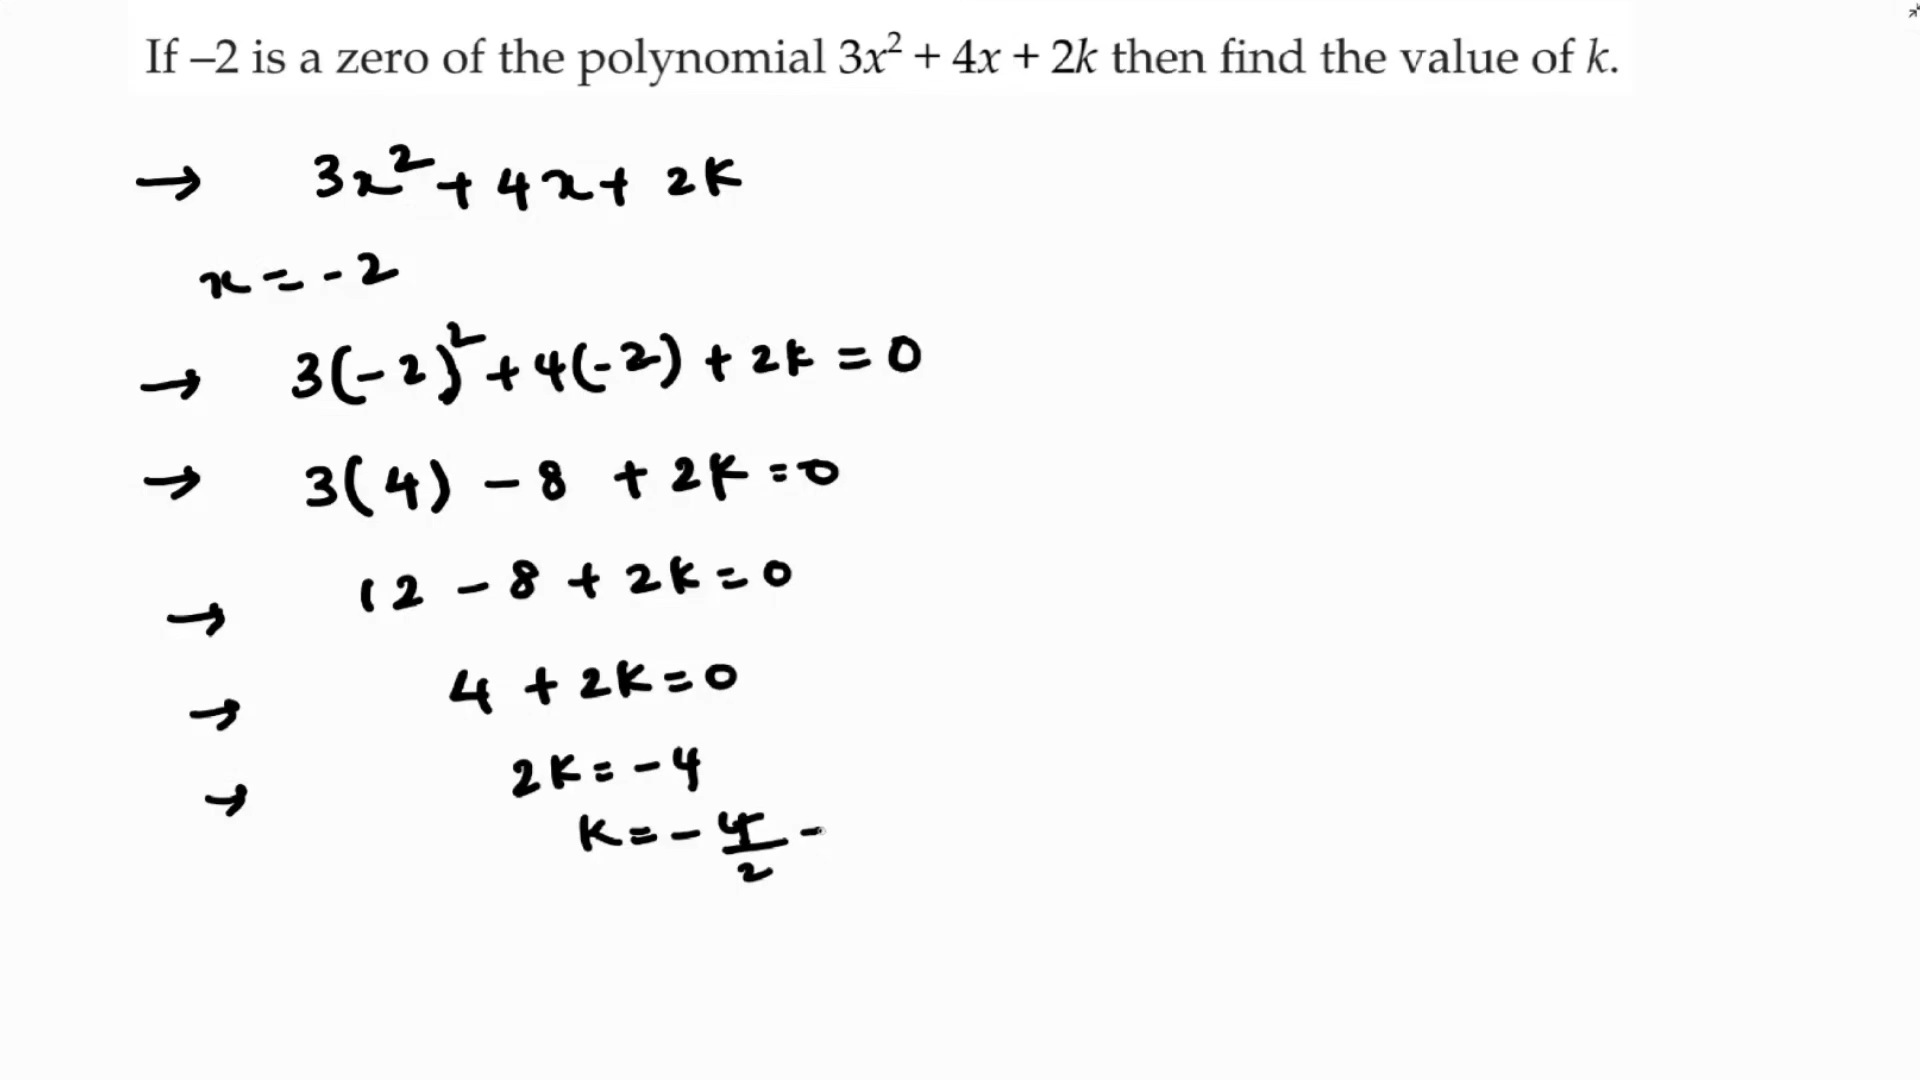 If –2 is a zero of the polynomial 3x² + 4x + 2k then find the value of k.
→ 3x² + 4x + 2k
x = -2
→ 3(-2)² + 4(-2) + 2k = 0
→ 3(4) - 8 + 2k = 0
→ 12 - 8 + 2k = 0
→ 4 + 2k = 0
→ 2k = -4
k = -4/2 -